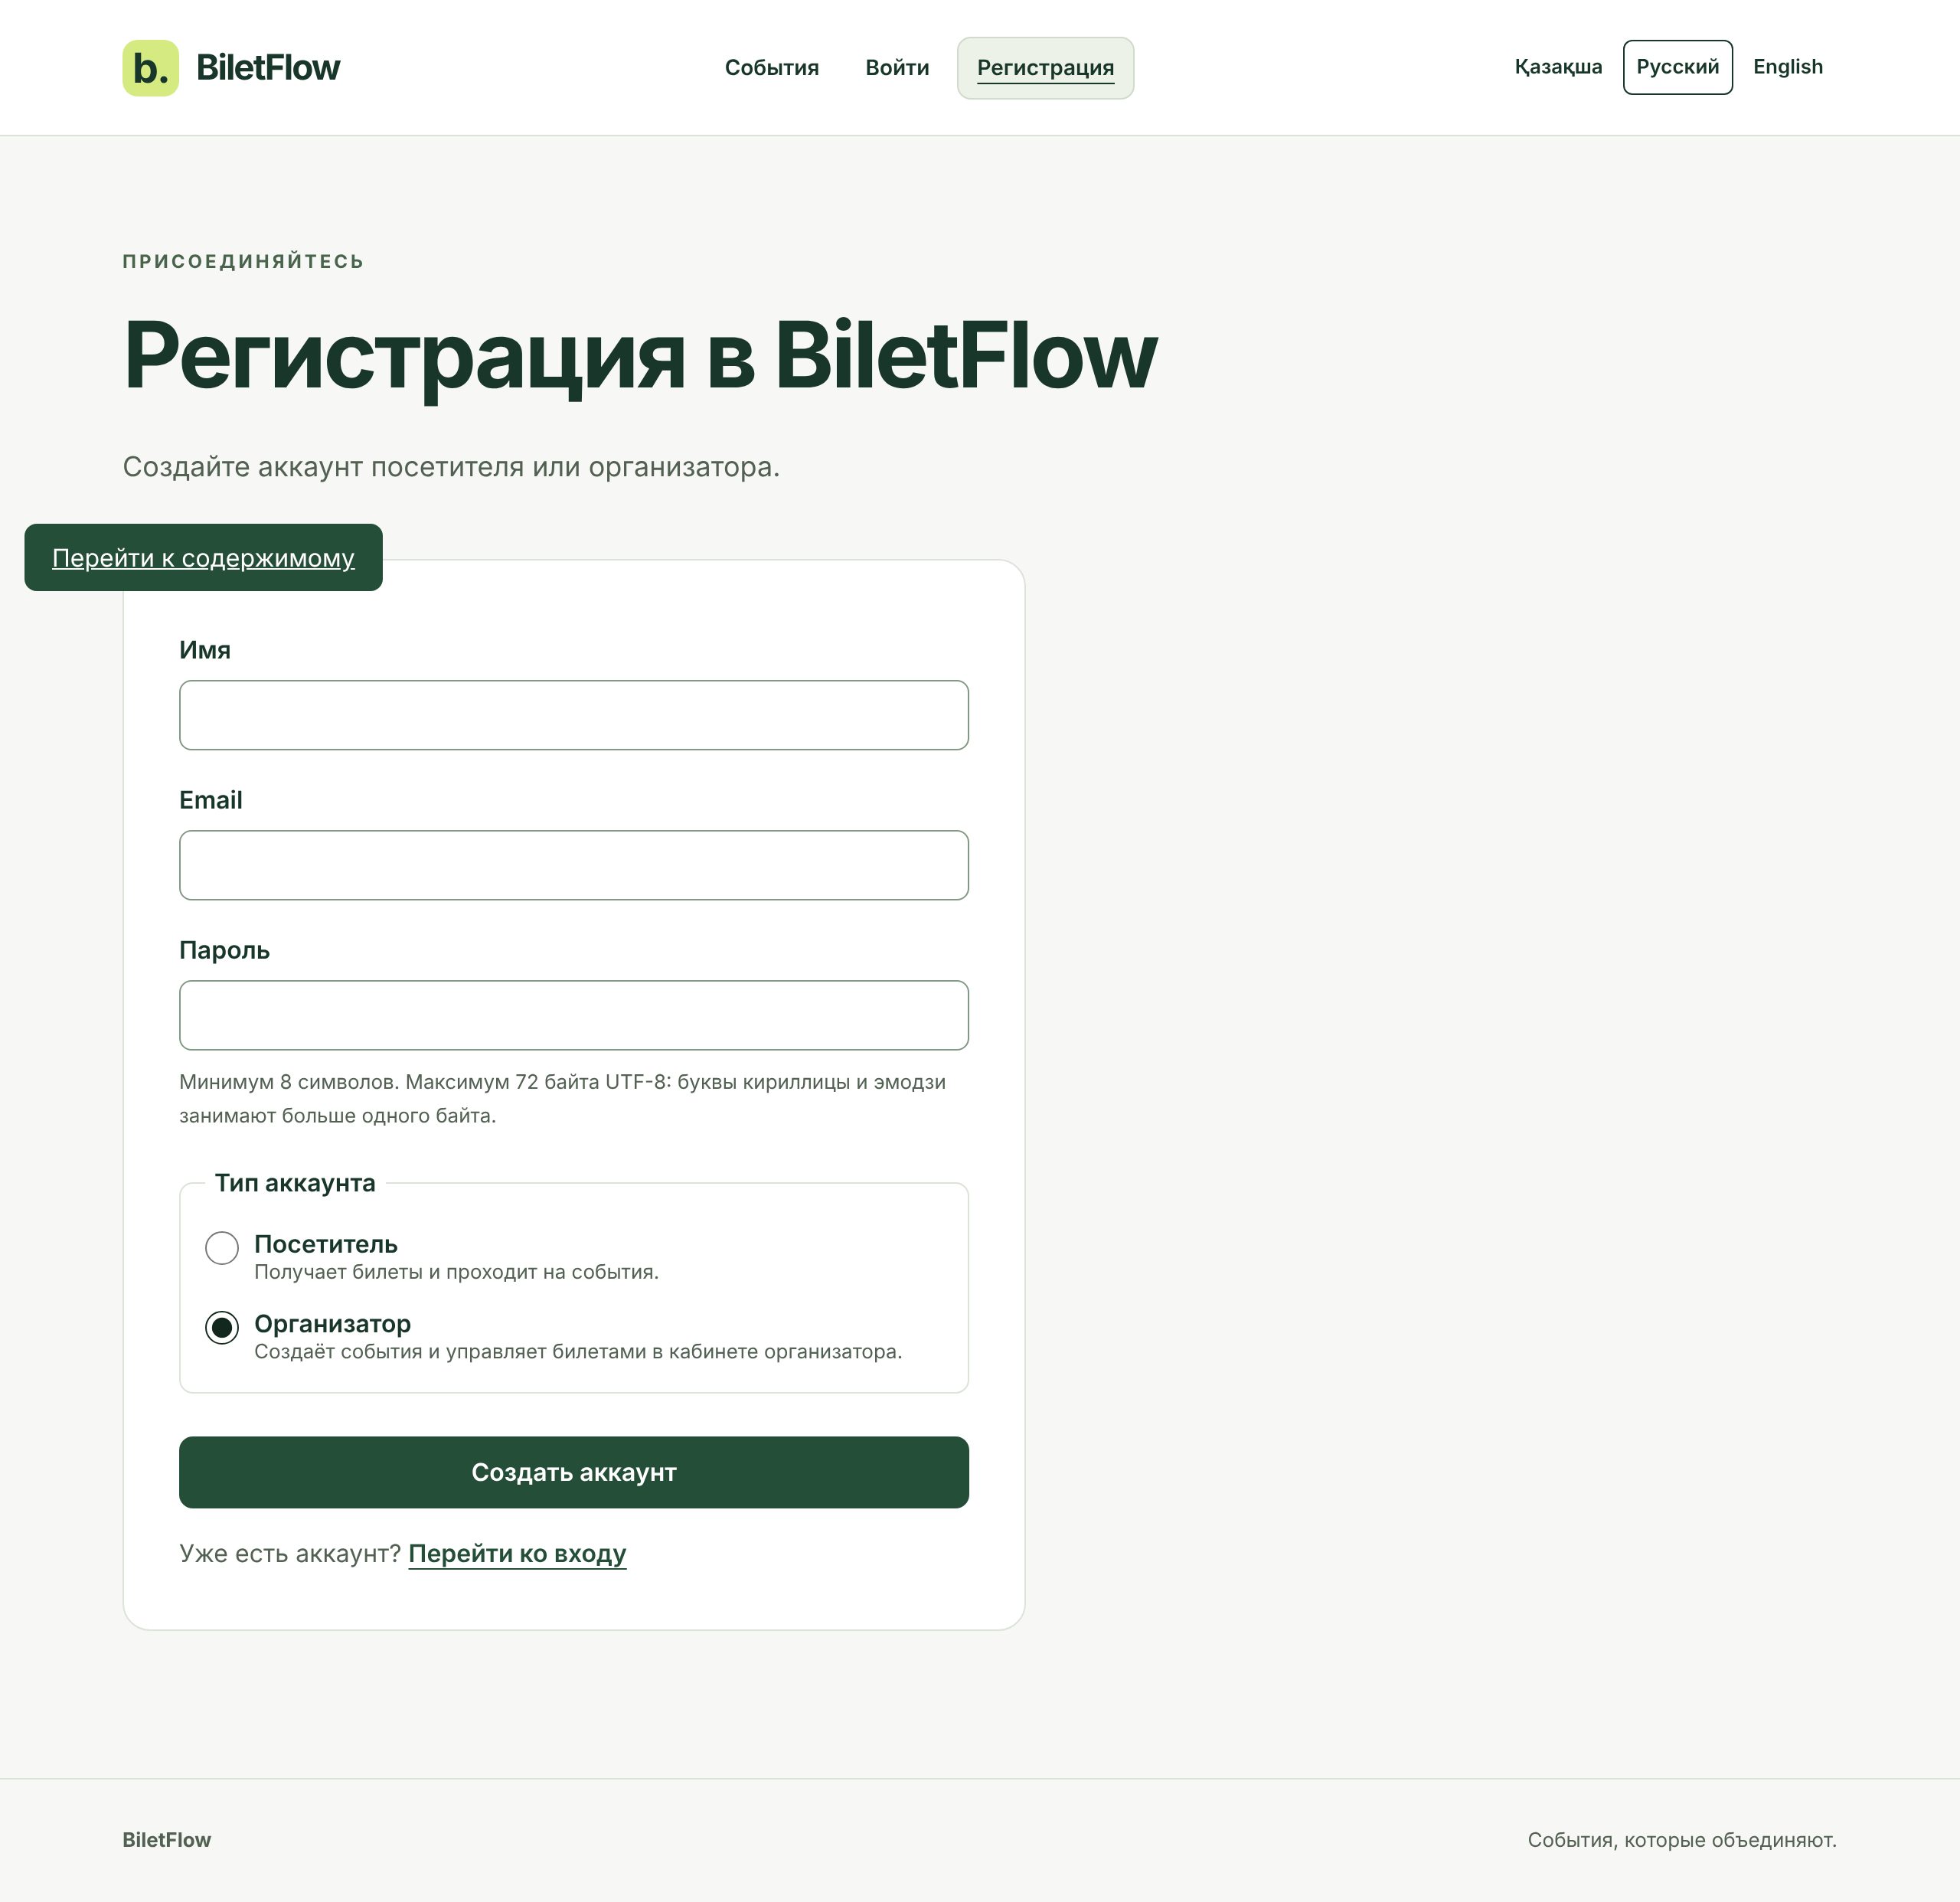 b. BiletFlow
События Войти Регистрация
Қазақша Русский English
ПРИСОЕДИНЯЙТЕСЬ
Регистрация в BiletFlow
Создайте аккаунт посетителя или организатора.
Перейти к содержимому
Имя
Email
Пароль
Минимум 8 символов. Максимум 72 байта UTF-8: буквы кириллицы и эмодзи
занимают больше одного байта.
Тип аккаунта
Посетитель
Получает билеты и проходит на события.
Организатор
Создаёт события и управляет билетами в кабинете организатора.
Создать аккаунт
Уже есть аккаунт? Перейти ко входу
BiletFlow
События, которые объединяют.